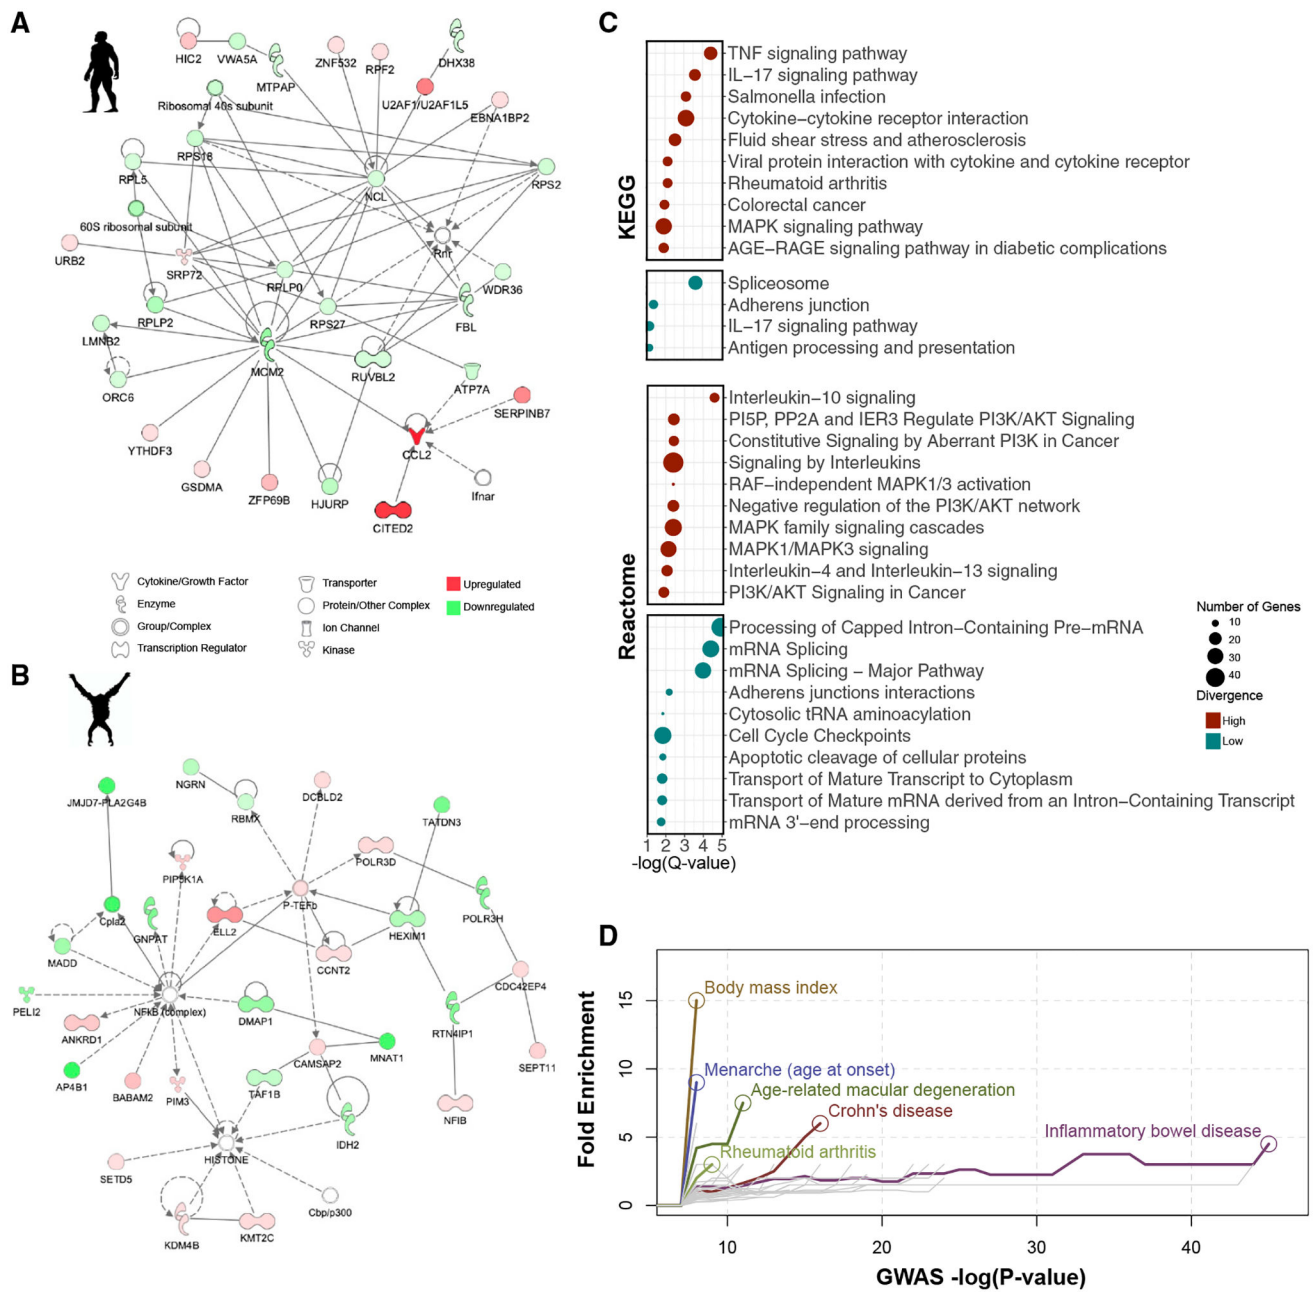 A
HIC2
VWA5A
MTPAP
ZNF532
RPF2
DHX38
U2AF1/U2AF1L5
EBNA1BP2
Ribosomal 40s subunit
RPS18
RPL5
NCL
RPS2
60S ribosomal subunit
URB2
SRP72
Rnr
RPLP0
WDR36
RPLP2
RPS27
FBL
LMNB2
MCM2
RUVBL2
ATP7A
ORC6
SERPINB7
YTHDF3
CCL2
GSDMA
ZFP69B
HJURP
Ifnar
CITED2
Cytokine/Growth Factor
Enzyme
Group/Complex
Transcription Regulator
Transporter
Protein/Other Complex
Ion Channel
Kinase
Upregulated
Downregulated
B
NGRN
JMJD7-PLA2G4B
RBMX
DCBLD2
TATDN3
PIP5K1A
POLR3D
P-TEFb
POLR3H
Cpla2
GNPAT
ELL2
HEXIM1
MADD
CCNT2
CDC42EP4
PELI2
NFkB (complex)
DMAP1
ANKRD1
RTN4IP1
MNAT1
CAMSAP2
SEPT11
AP4B1
BABAM2
PIM3
TAF1B
NFIB
IDH2
HISTONE
SETD5
Cbp/p300
KDM4B
KMT2C
C
KEGG
TNF signaling pathway
IL−17 signaling pathway
Salmonella infection
Cytokine−cytokine receptor interaction
Fluid shear stress and atherosclerosis
Viral protein interaction with cytokine and cytokine receptor
Rheumatoid arthritis
Colorectal cancer
MAPK signaling pathway
AGE−RAGE signaling pathway in diabetic complications
Spliceosome
Adherens junction
IL−17 signaling pathway
Antigen processing and presentation
Reactome
Interleukin−10 signaling
PI5P, PP2A and IER3 Regulate PI3K/AKT Signaling
Constitutive Signaling by Aberrant PI3K in Cancer
Signaling by Interleukins
RAF−independent MAPK1/3 activation
Negative regulation of the PI3K/AKT network
MAPK family signaling cascades
MAPK1/MAPK3 signaling
Interleukin−4 and Interleukin−13 signaling
PI3K/AKT Signaling in Cancer
Processing of Capped Intron−Containing Pre−mRNA
mRNA Splicing
mRNA Splicing − Major Pathway
Adherens junctions interactions
Cytosolic tRNA aminoacylation
Cell Cycle Checkpoints
Apoptotic cleavage of cellular proteins
Transport of Mature Transcript to Cytoplasm
Transport of Mature mRNA derived from an Intron−Containing Transcript
mRNA 3'−end processing
1 2 3 4 5
-log(Q-value)
Number of Genes
10
20
30
40
Divergence
High
Low
D
Fold Enrichment
15
10
5
0
Body mass index
Menarche (age at onset)
Age-related macular degeneration
Crohn's disease
Rheumatoid arthritis
Inflammatory bowel disease
10 20 30 40
GWAS -log(P-value)